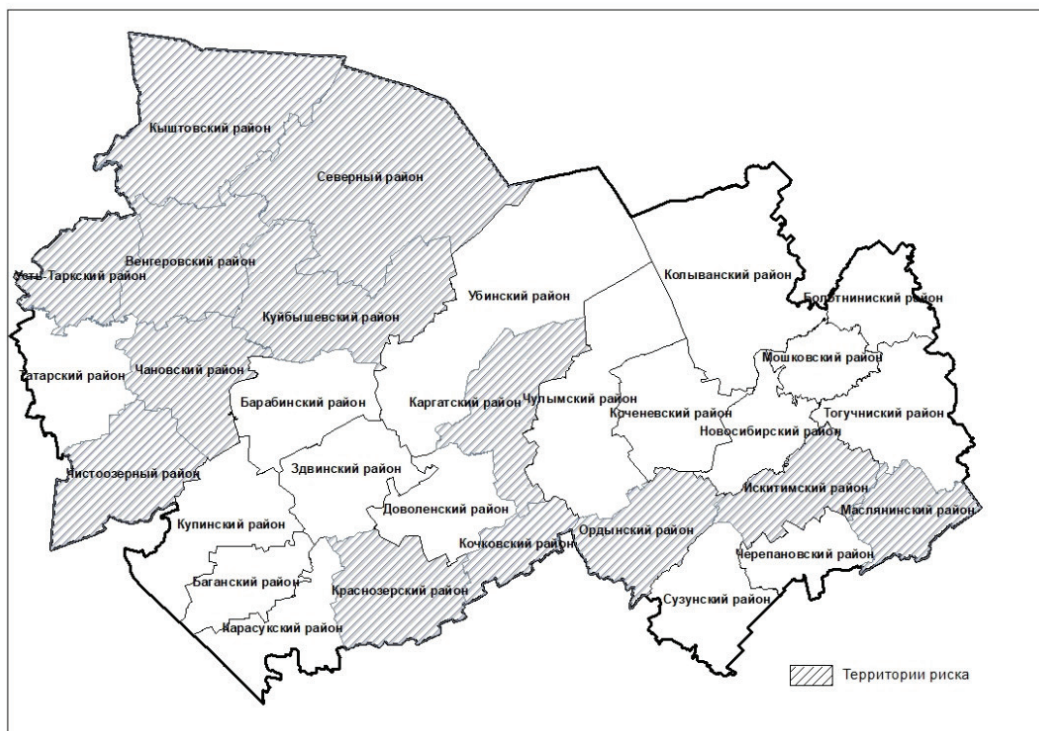 Кыштовский район
Северный район
Венгеровский район
Усть-Таркский район
Колыванский район
Убинский район
Болотниниский район
Куйбышевский район
Мошковский район
Татарский район
Чановский район
Барабинский район
Каргатский район
Чулымский район
Коченевский район
Тогучниский район
Новосибирский район
Здвинский район
Чистоозерный район
Искитимский район
Доволенский район
Маслянинский район
Купинский район
Ордынский район
Кочковский район
Черепановский район
Баганский район
Краснозерский район
Сузунский район
Карасукский район
Территории риска